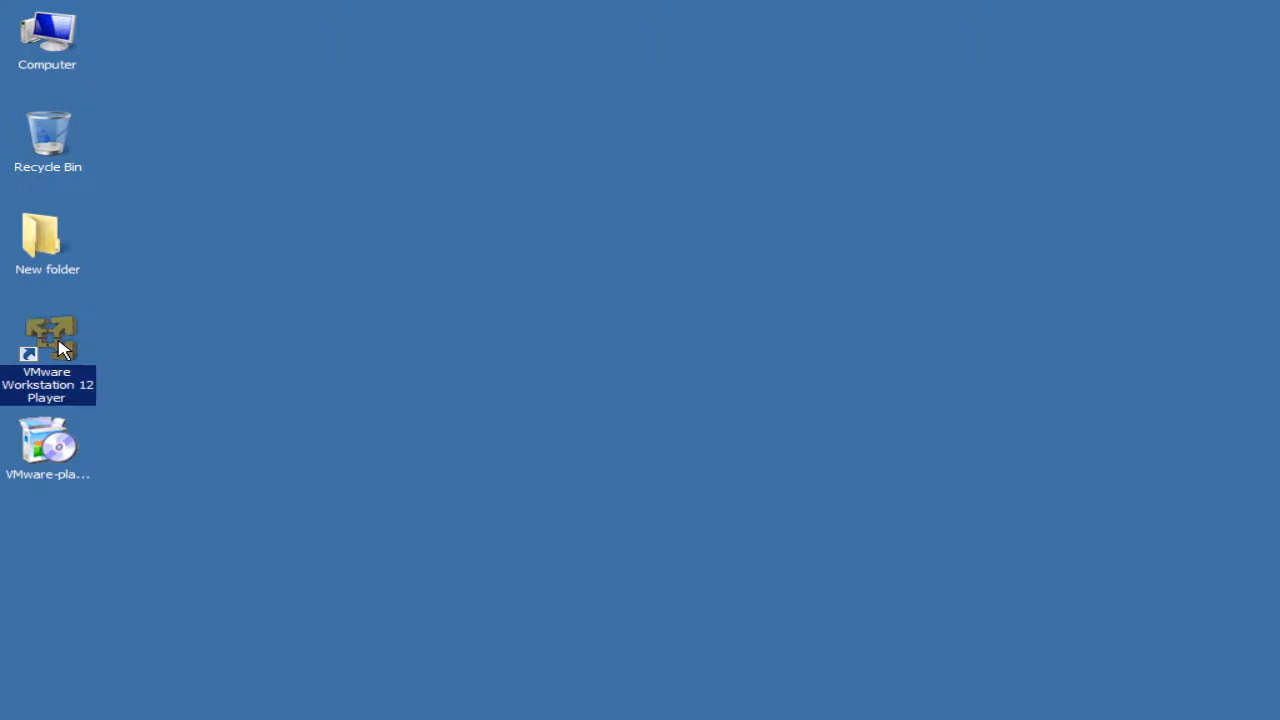 Computer
Recycle Bin
New folder
VMware
Workstation 12
Player
VMware-pla...